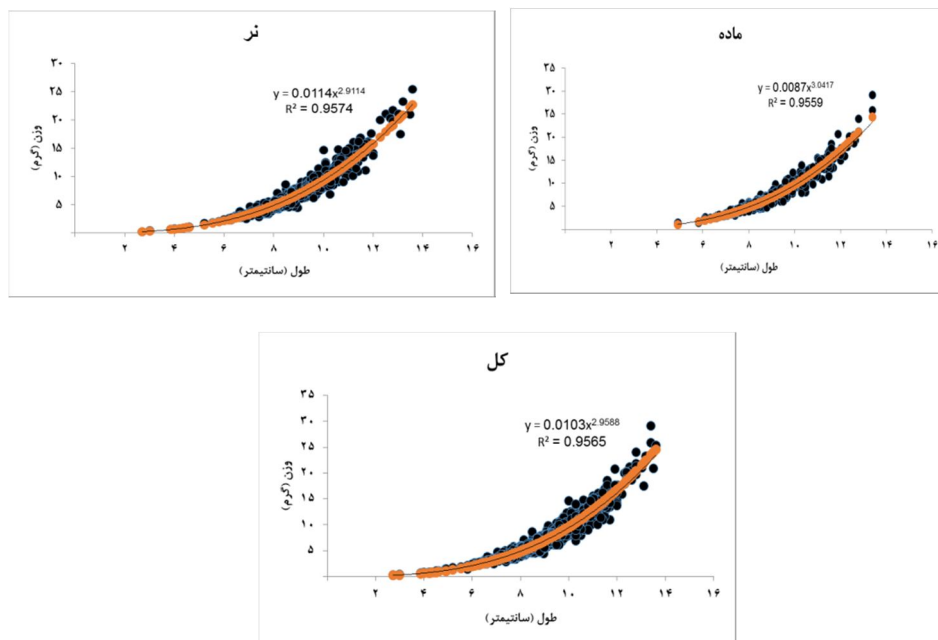 نر
y = 0.0114x^2.9114
R² = 0.9574
وزن (گرم)
۳۰
۲۵
۲۰
۱۵
۱۰
۵
۲ ۴ ۶ ۸ ۱۰ ۱۲ ۱۴ ۱۶
طول (سانتیمتر)
ماده
y = 0.0087x^3.0417
R² = 0.9559
وزن (گرم)
۳۵
۳۰
۲۵
۲۰
۱۵
۱۰
۵
۲ ۴ ۶ ۸ ۱۰ ۱۲ ۱۴ ۱۶
طول (سانتیمتر)
کل
y = 0.0103x^2.9588
R² = 0.9565
وزن (گرم)
۳۵
۳۰
۲۵
۲۰
۱۵
۱۰
۵
۲ ۴ ۶ ۸ ۱۰ ۱۲ ۱۴ ۱۶
طول (سانتیمتر)